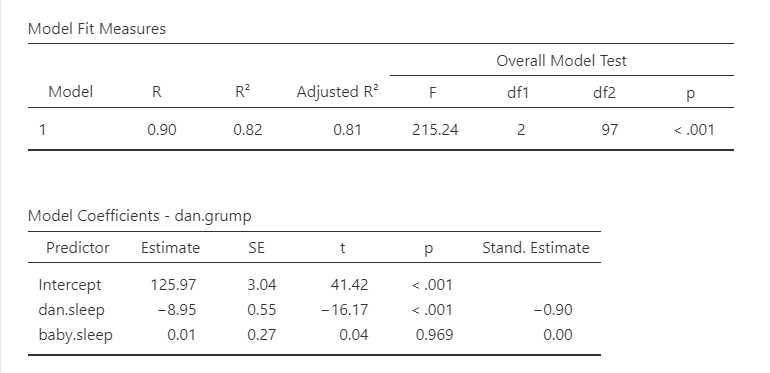 Model Fit Measures
Overall Model Test
Model R R² Adjusted R² F df1 df2 p
1 0.90 0.82 0.81 215.24 2 97 < .001
Model Coefficients - dan.grump
Predictor Estimate SE t p Stand. Estimate
Intercept 125.97 3.04 41.42 < .001
dan.sleep −8.95 0.55 −16.17 < .001 −0.90
baby.sleep 0.01 0.27 0.04 0.969 0.00